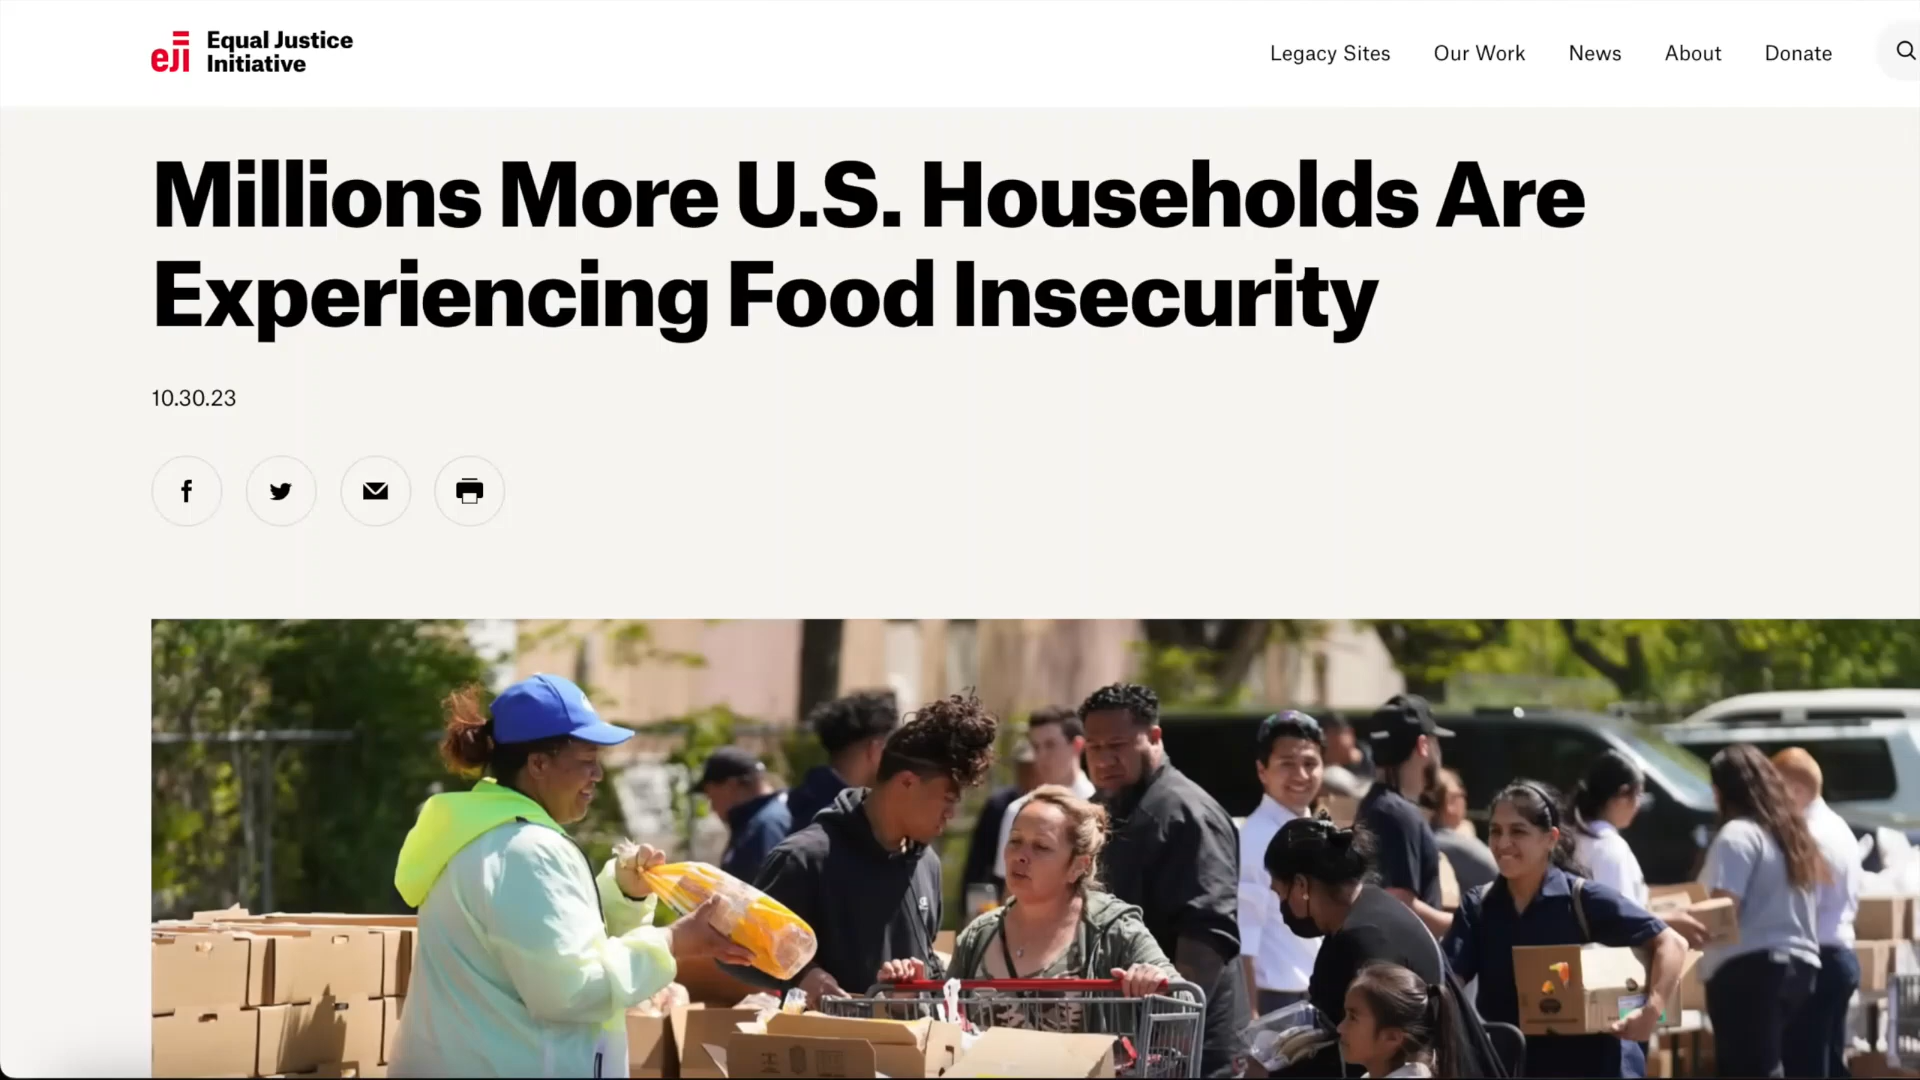 eji
Equal Justice
Initiative
Legacy Sites
Our Work
News
About
Donate
Millions More U.S. Households Are
Experiencing Food Insecurity
10.30.23